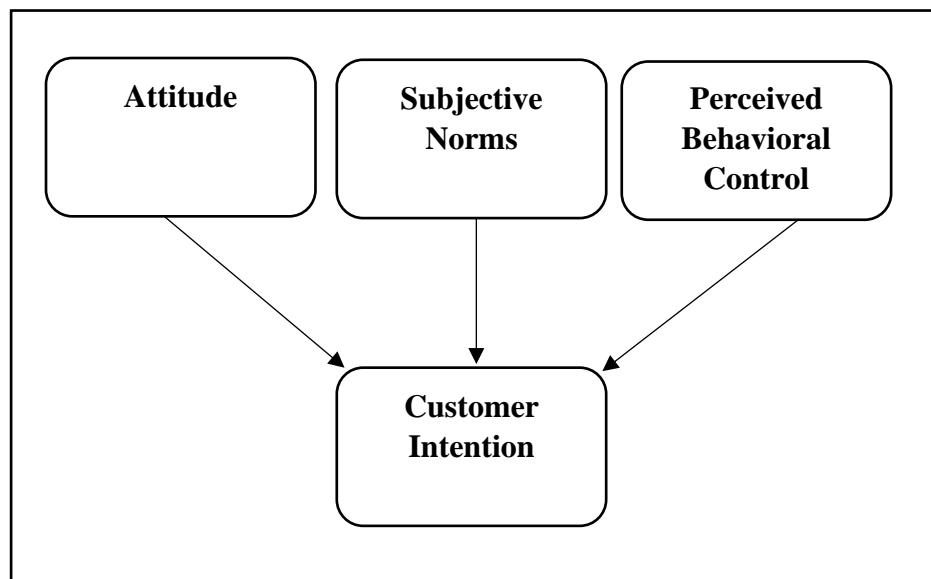 Attitude
Subjective
Norms
Perceived
Behavioral
Control
Customer
Intention